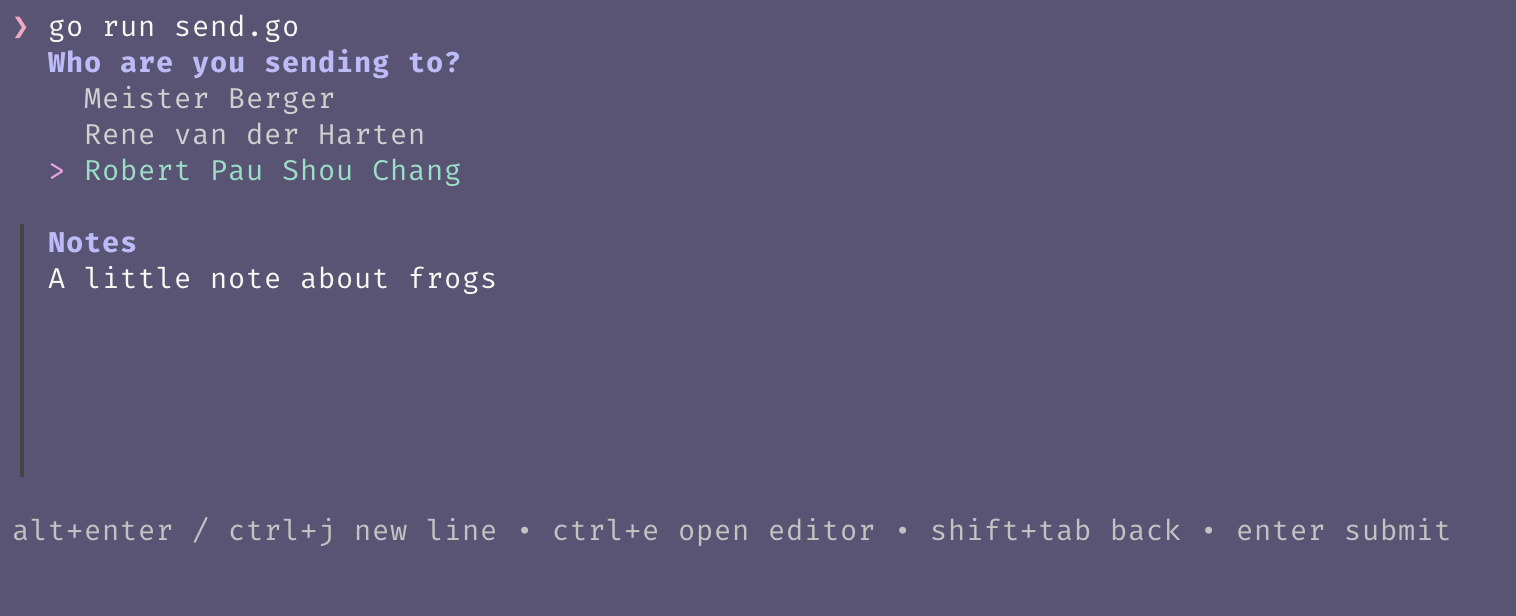 ❯ go run send.go
Who are you sending to?
Meister Berger
Rene van der Harten
> Robert Pau Shou Chang
Notes
A little note about frogs
alt+enter / ctrl+j new line • ctrl+e open editor • shift+tab back • enter submit